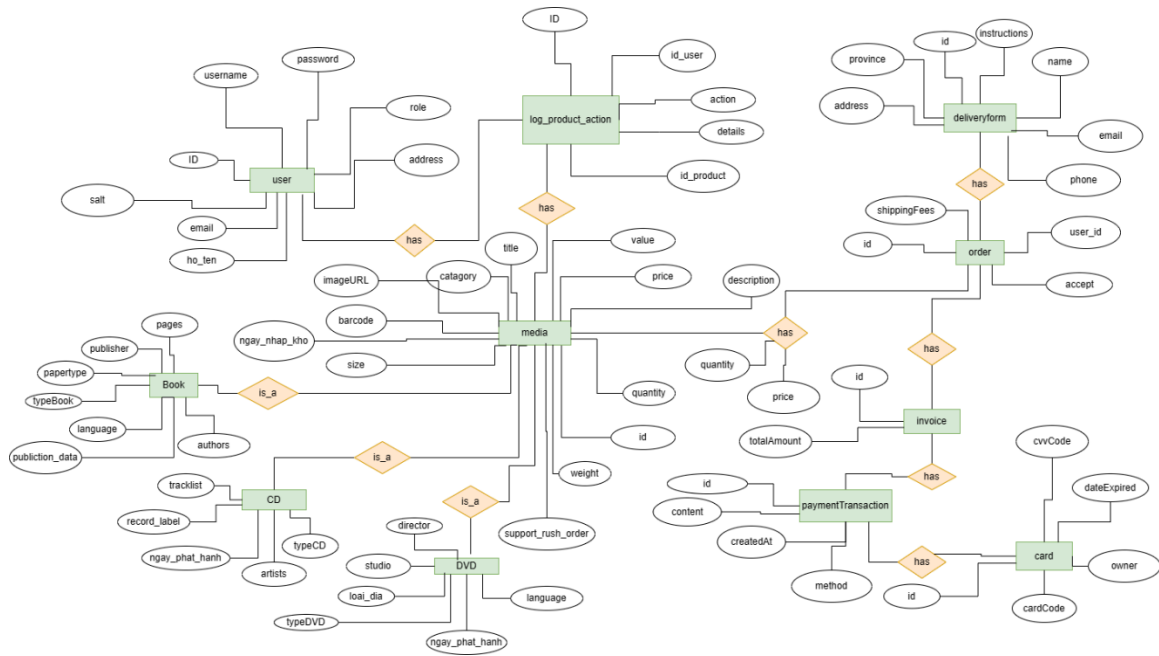 ID
instructions
id
password
id_user
name
province
username
action
role
log_product_action
deliveryform
address
details
email
address
ID
user
id_product
phone
salt
has
has
shippingFees
email
user_id
has
value
title
id
order
ho_ten
catagory
price
description
imageURL
accept
barcode
media
has
pages
ngay_nhap_kho
has
publisher
size
quantity
id
papertype
Book
is_a
quantity
price
typeBook
invoice
language
id
totalAmount
authors
cvvCode
publiction_data
is_a
weight
has
tracklist
id
dateExpired
CD
is_a
paymentTransaction
content
record_label
director
support_rush_order
createdAt
typeCD
ngay_phat_hanh
has
card
studio
DVD
owner
artists
method
loai_dia
language
id
cardCode
typeDVD
ngay_phat_hanh